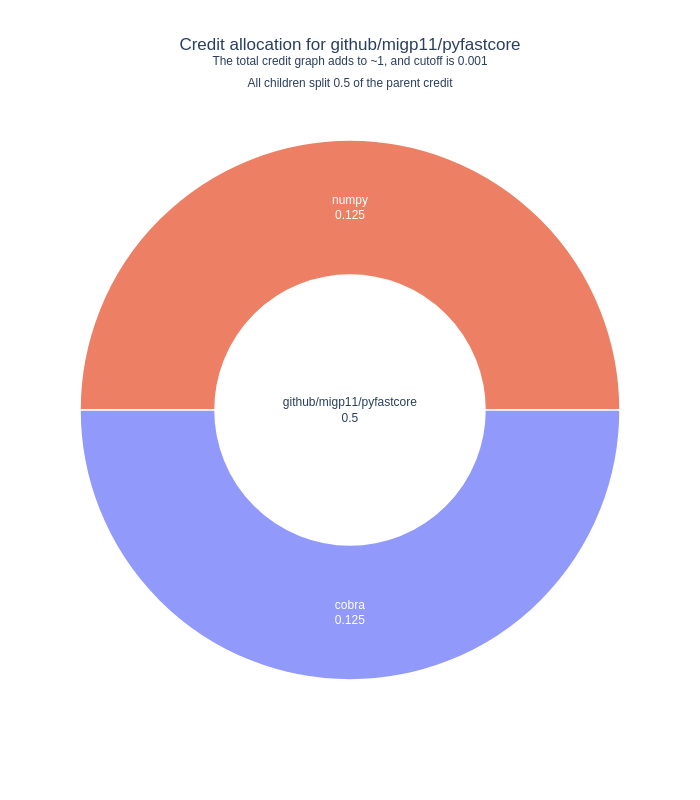 Credit allocation for github/migp11/pyfastcore
The total credit graph adds to ~1, and cutoff is 0.001
All children split 0.5 of the parent credit
numpy
0.125
github/migp11/pyfastcore
0.5
cobra
0.125